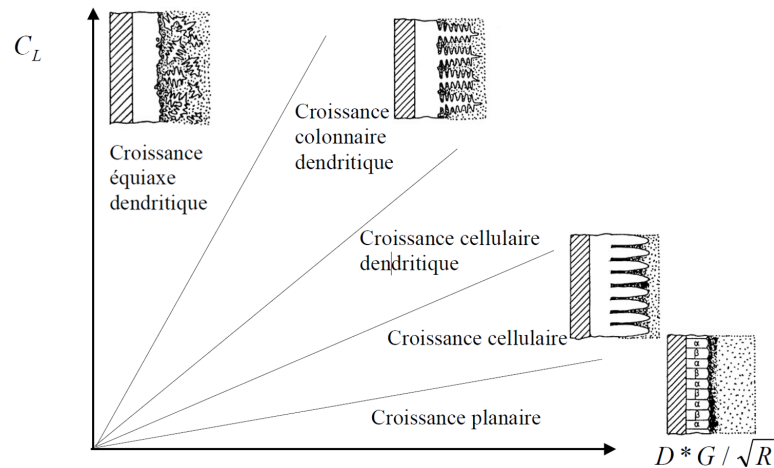 C_L
Croissance
équiaxe
dendritique
Croissance
colonnaire
dendritique
Croissance cellulaire
dendritique
Croissance cellulaire
Croissance planaire
α
β
α
β
α
β
α
β
α
D * G / √R